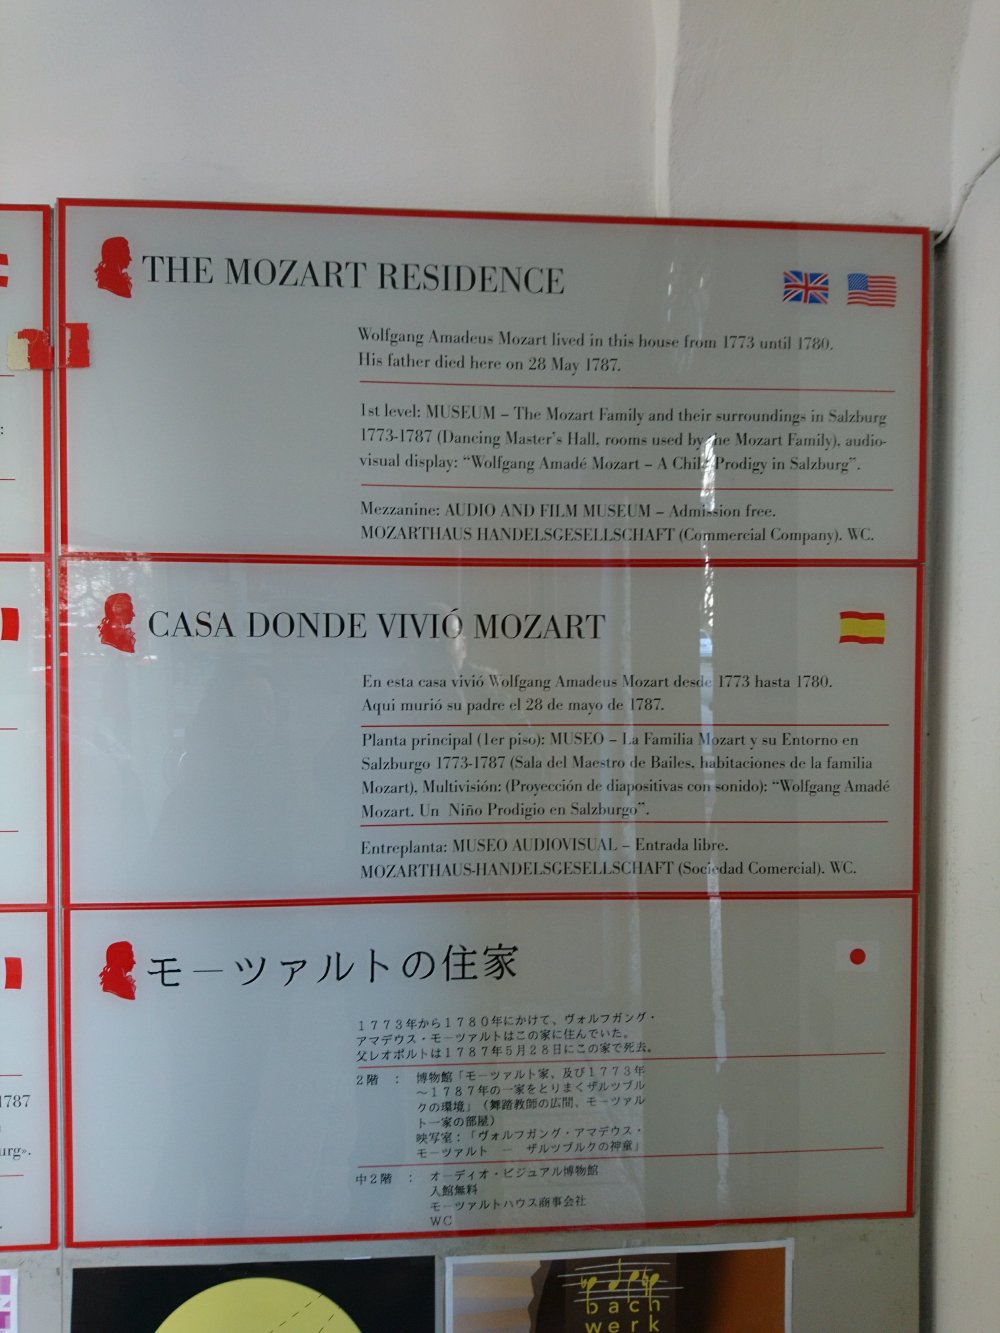 THE MOZART RESIDENCE
Wolfgang Amadeus Mozart lived in this house from 1773 until 1780.
His father died here on 28 May 1787.
1st level: MUSEUM – The Mozart Family and their surroundings in Salzburg
1773-1787 (Dancing Master's Hall, rooms used by the Mozart Family), audio-
visual display: “Wolfgang Amadé Mozart – A Child Prodigy in Salzburg”.
Mezzanine: AUDIO AND FILM MUSEUM – Admission free.
MOZARTHAUS HANDELSGESELLSCHAFT (Commercial Company). WC.
CASA DONDE VIVIÓ MOZART
En esta casa vivió Wolfgang Amadeus Mozart desde 1773 hasta 1780.
Aqui murió su padre el 28 de mayo de 1787.
Planta principal (1er piso): MUSEO – La Familia Mozart y su Entorno en
Salzburgo 1773-1787 (Sala del Maestro de Bailes, habitaciones de la familia
Mozart), Multivisión: (Proyección de diapositivas con sonido): “Wolfgang Amadé
Mozart. Un Niño Prodigio en Salzburgo”.
Entreplanta: MUSEO AUDIOVISUAL – Entrada libre.
MOZARTHAUS-HANDELSGESELLSCHAFT (Sociedad Comercial). WC.
モーツァルトの住家
1773年から1780年にかけて、ヴォルフガング・
アマデウス・モーツァルトはこの家に住んでいた。
父レオポルトは1787年5月28日にこの家で死去。
2階 : 博物館「モーツァルト家、及び1773年
～1787年の一家をとりまくザルツブル
クの環境」（舞踏教師の広間、モーツァル
ト一家の部屋）
映写室：「ヴォルフガング・アマデウス・
モーツァルト － ザルツブルクの神童」
中2階 : オーディオ・ビジュアル博物館
入館無料
モーツァルトハウス商事会社
WC
1787
urg».
bach
werk